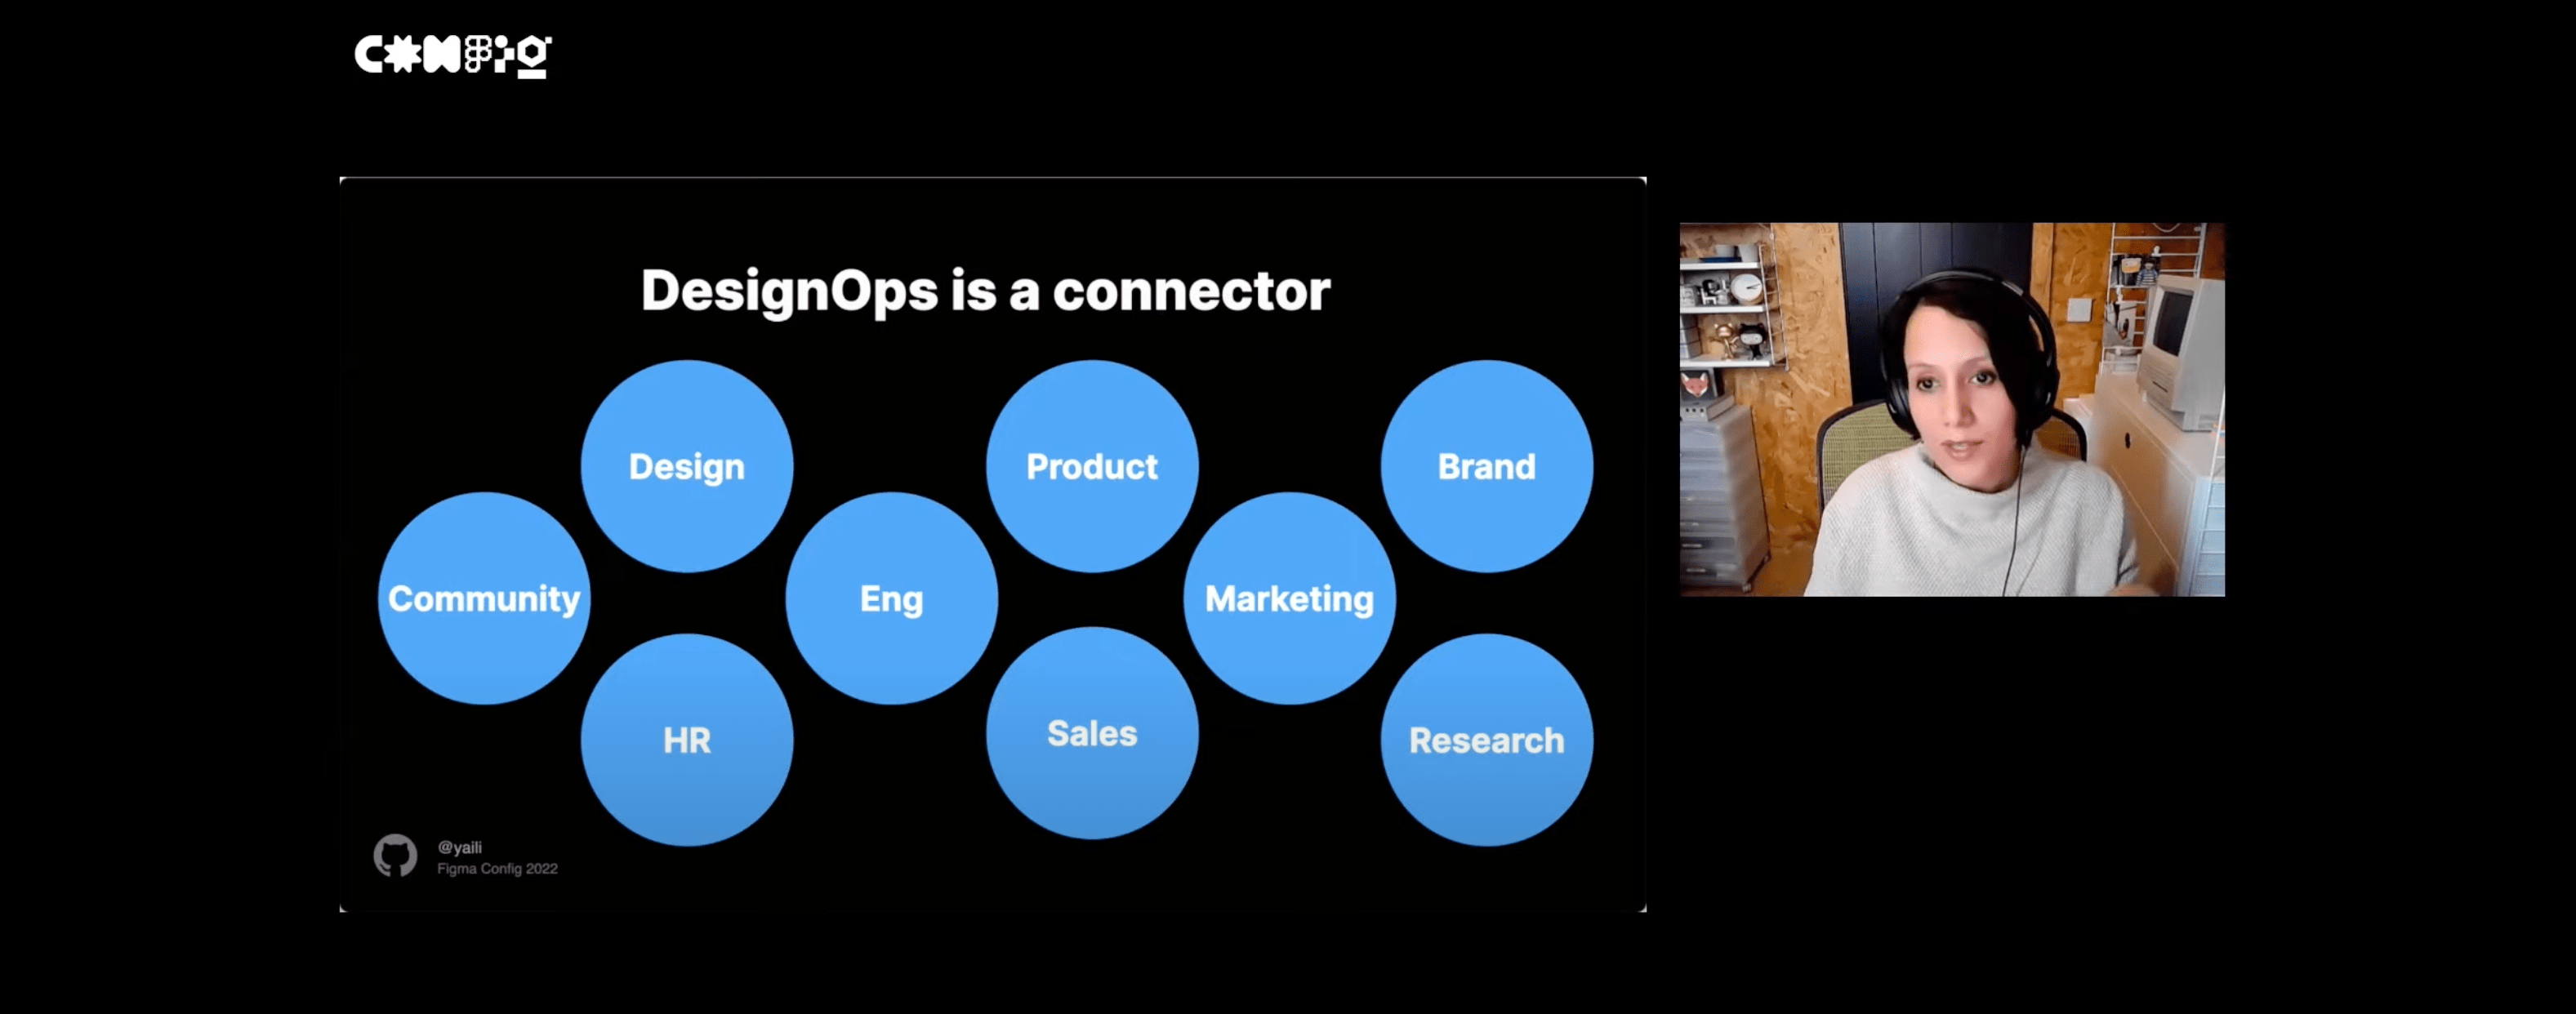 Config
DesignOps is a connector
Design
Product
Brand
Community
Eng
Marketing
HR
Sales
Research
@yaili
Figma Config 2022